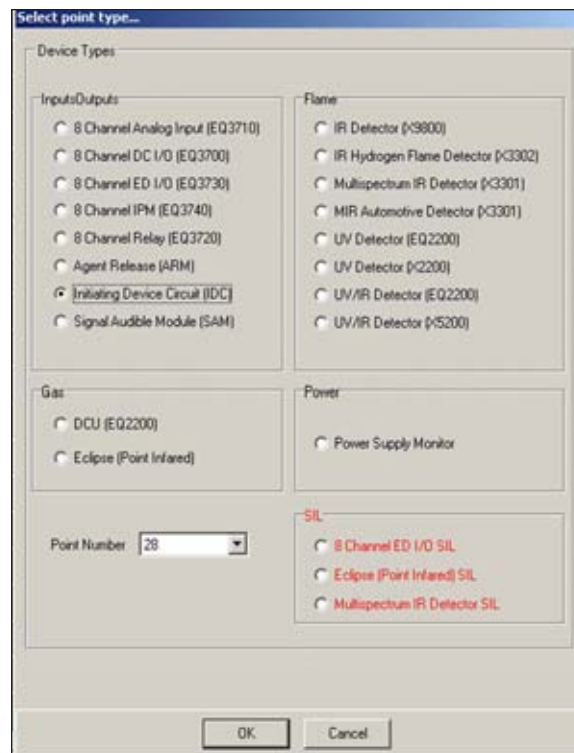 Select point type...
Device Types
InputsOutputs
8 Channel Analog Input (EQ3710)
8 Channel DC I/O (EQ3700)
8 Channel ED I/O (EQ3730)
8 Channel IPM (EQ3740)
8 Channel Relay (EQ3720)
Agent Release (ARM)
Initiating Device Circuit (IDC)
Signal Audible Module (SAM)
Flame
IR Detector (X9800)
IR Hydrogen Flame Detector (X3302)
Multispectrum IR Detector (X3301)
MIR Automotive Detector (X3301)
UV Detector (EQ2200)
UV Detector (X2200)
UV/IR Detector (EQ2200)
UV/IR Detector (X5200)
Gas
DCU (EQ2200)
Eclipse (Point Infared)
Power
Power Supply Monitor
Point Number 28
SIL
8 Channel ED I/O SIL
Eclipse (Point Infared) SIL
Multispectrum IR Detector SIL
OK Cancel